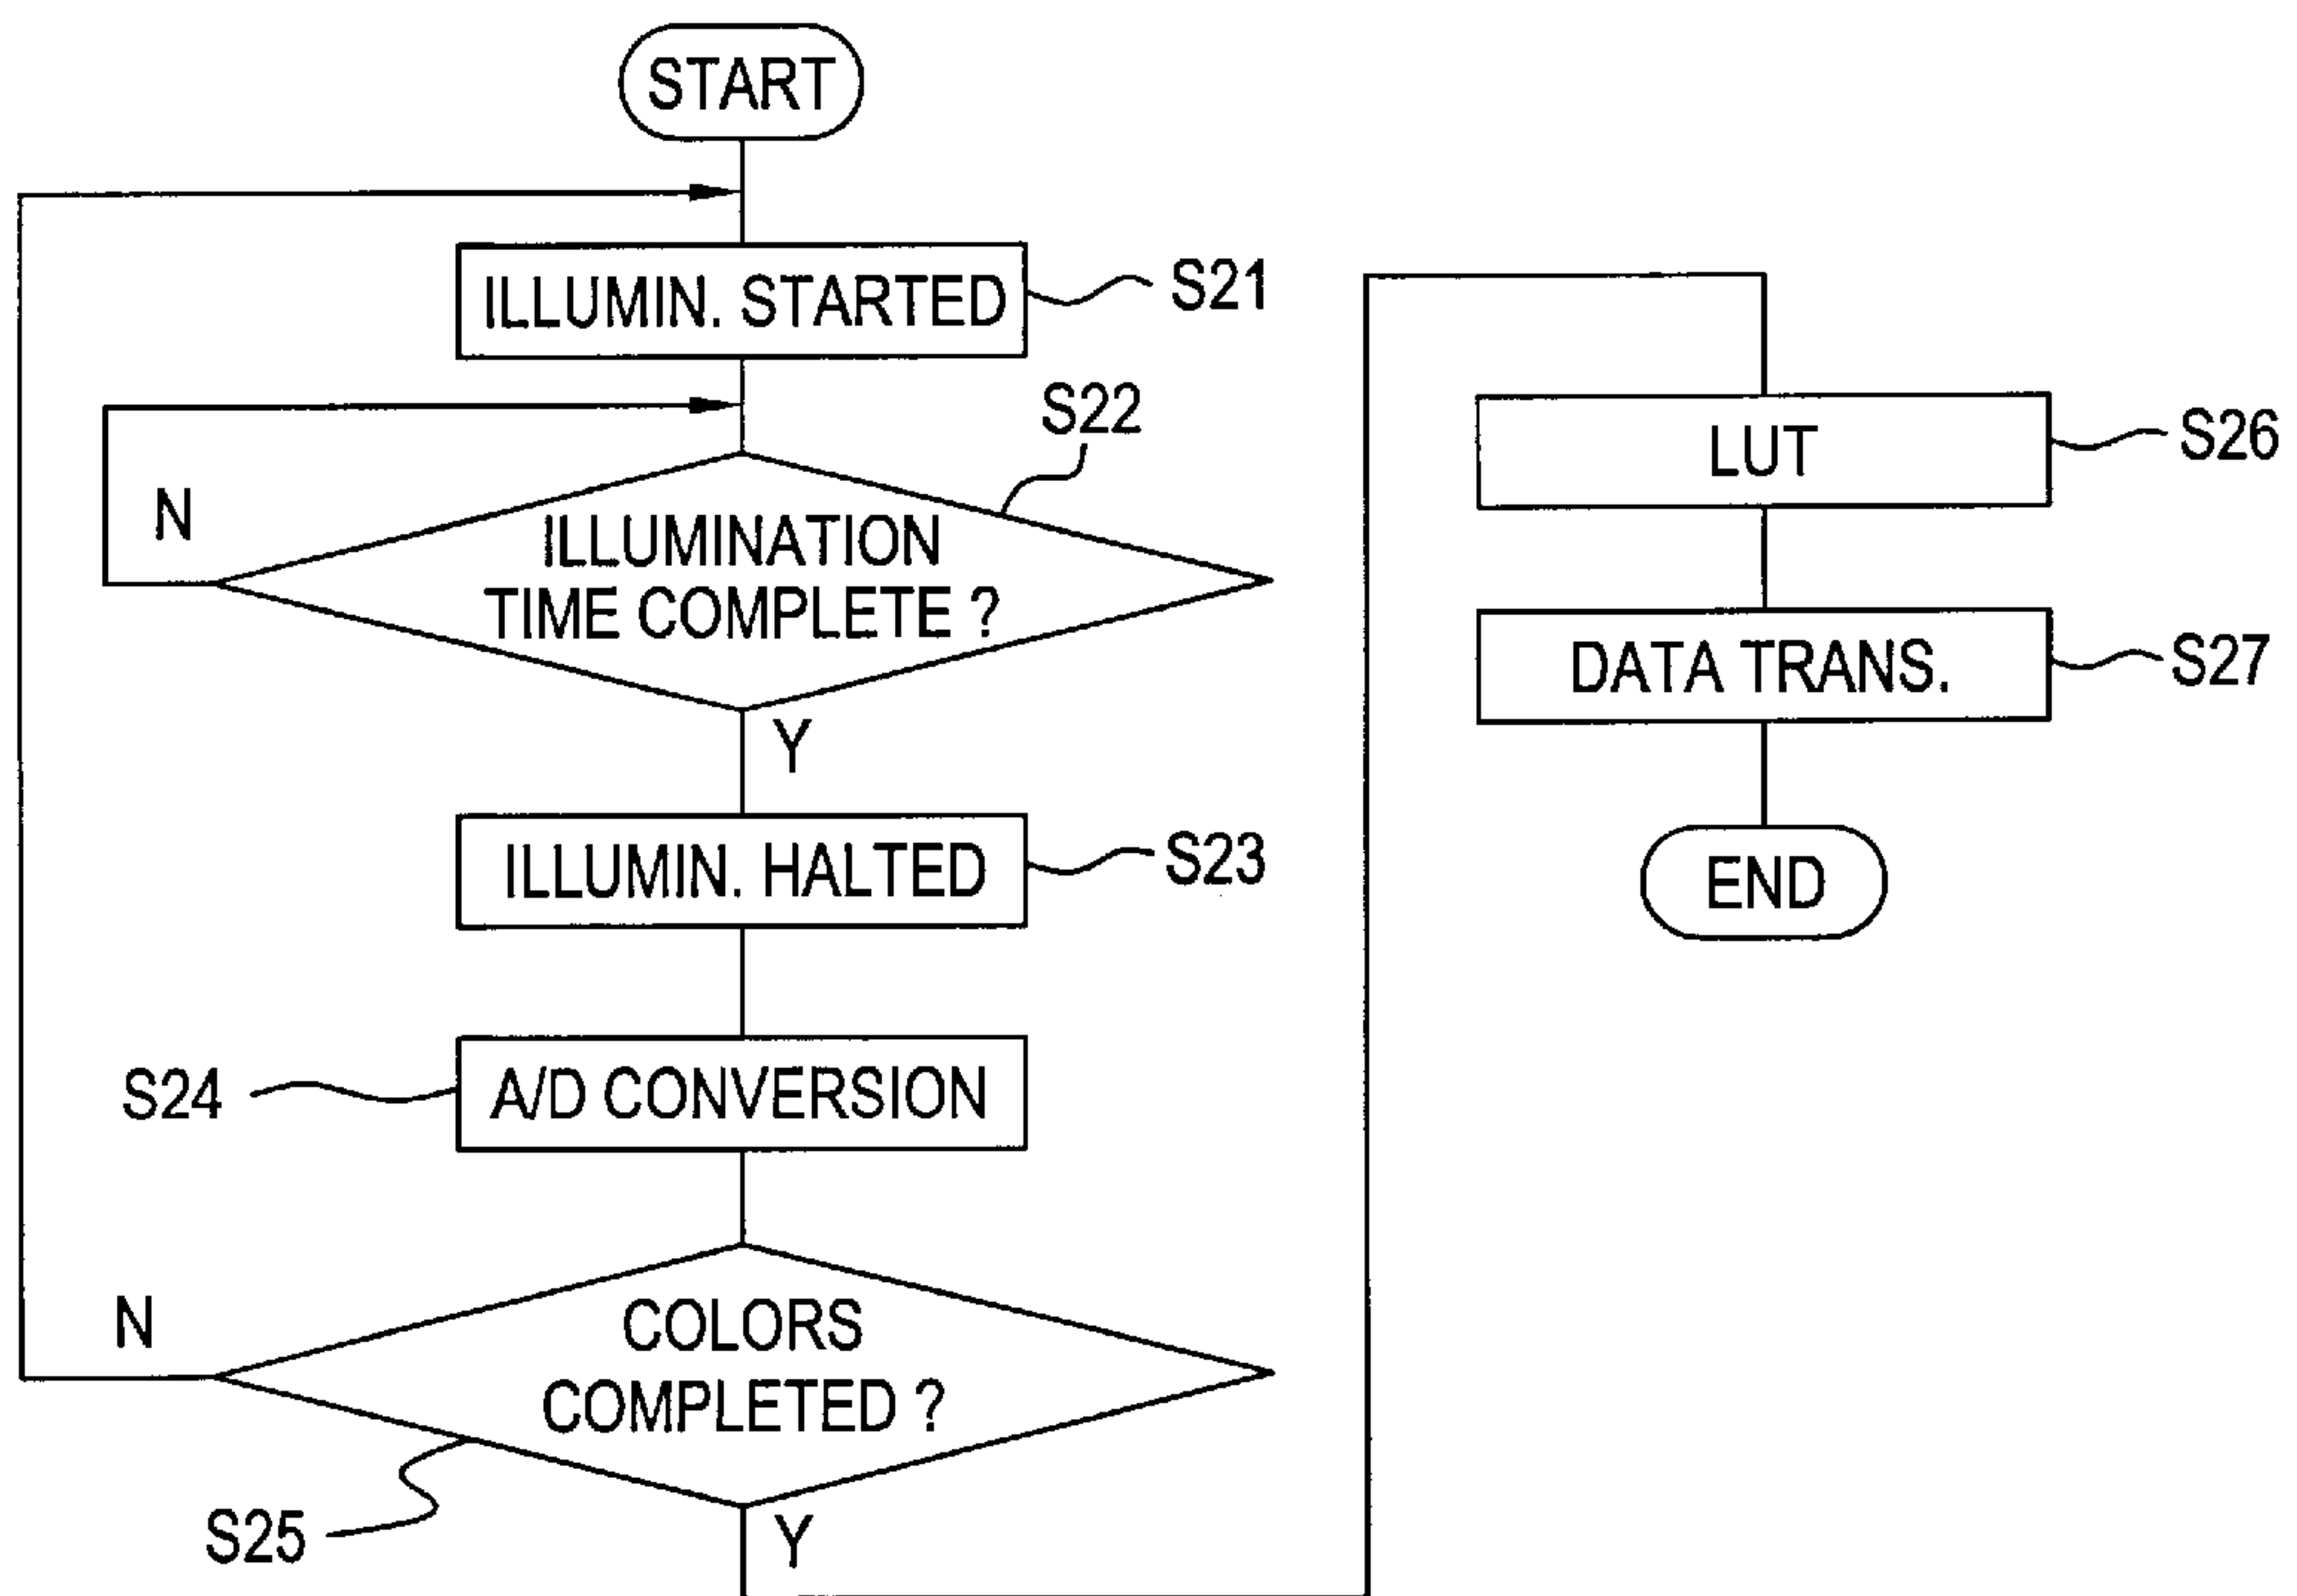 START
ILLUMIN. STARTED
S21
S22
N
ILLUMINATION
TIME COMPLETE ?
Y
ILLUMIN. HALTED
S23
S24
A/D CONVERSION
N
COLORS
COMPLETED ?
S25
Y
LUT
S26
DATA TRANS.
S27
END